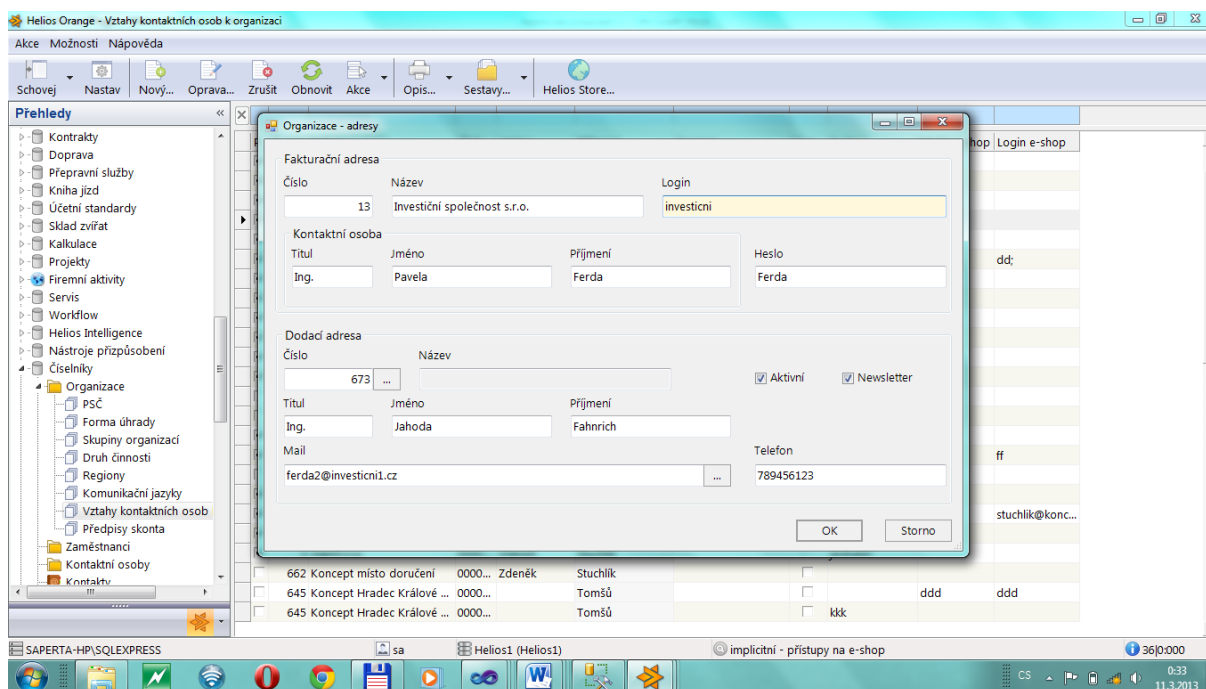 Helios Orange - Vztahy kontaktních osob k organizaci
Akce Možnosti Nápověda
Schovej Nastav Nový... Oprava... Zrušit Obnovit Akce Opis... Sestavy... Helios Store...
Přehledy «
Kontrakty
Doprava
Přepravní služby
Kniha jízd
Účetní standardy
Sklad zvířat
Kalkulace
Projekty
Firemní aktivity
Servis
Workflow
Helios Intelligence
Nástroje přizpůsobení
Číselníky
Organizace
PSČ
Forma úhrady
Skupiny organizací
Druh činnosti
Regiony
Komunikační jazyky
Vztahy kontaktních osob
Předpisy skonta
Zaměstnanci
Kontaktní osoby
Kontakty
Organizace - adresy
Fakturační adresa
Číslo Název Login
13 Investiční společnost s.r.o. investicni
Kontaktní osoba
Titul Jméno Příjmení Heslo
Ing. Pavela Ferda Ferda
Dodací adresa
Číslo Název
673 ... Aktivní Newsletter
Titul Jméno Příjmení
Ing. Jahoda Fahnrich
Mail Telefon
ferda2@investicni1.cz ... 789456123
OK Storno
hop Login e-shop
dd;
ff
stuchlik@konc...
662 Koncept místo doručení 0000... Zdeněk Stuchlík
645 Koncept Hradec Králové ... 0000... Tomšů ddd ddd
645 Koncept Hradec Králové ... 0000... Tomšů kkk
SAPERTA-HP\SQLEXPRESS sa Helios1 (Helios1) implicitní - přístupy na e-shop 36|0:000
CS 0:33
11.3.2013